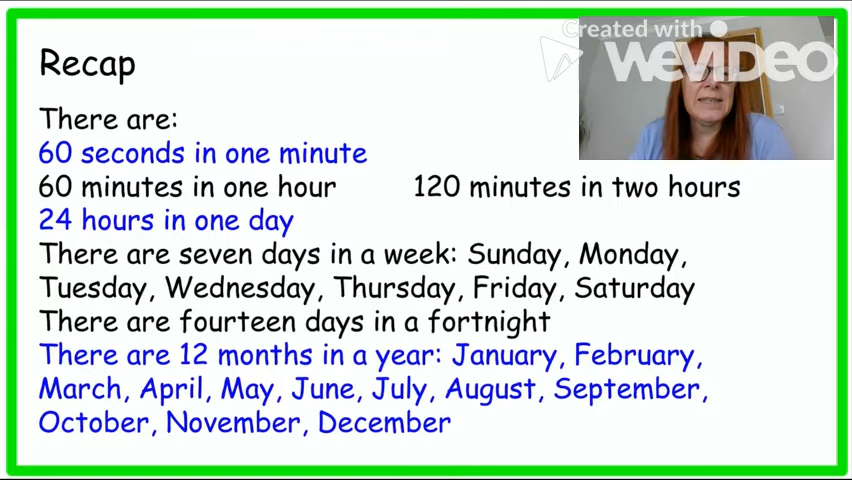 Created with
WEVIDEO
Recap
There are:
60 seconds in one minute
60 minutes in one hour 120 minutes in two hours
24 hours in one day
There are seven days in a week: Sunday, Monday,
Tuesday, Wednesday, Thursday, Friday, Saturday
There are fourteen days in a fortnight
There are 12 months in a year: January, February,
March, April, May, June, July, August, September,
October, November, December